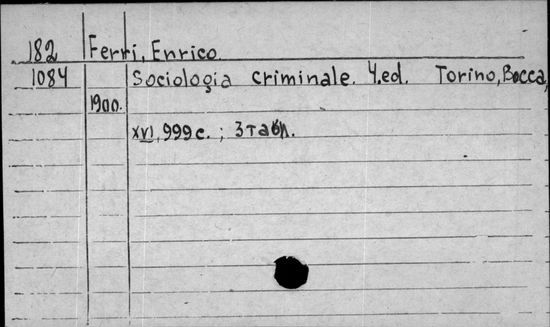 182 Ferri, Enrico.
1084 Sociologia criminale. 4.ed. Torino, Bocca,
1900.
XVI, 999 с. ; 3 табл.